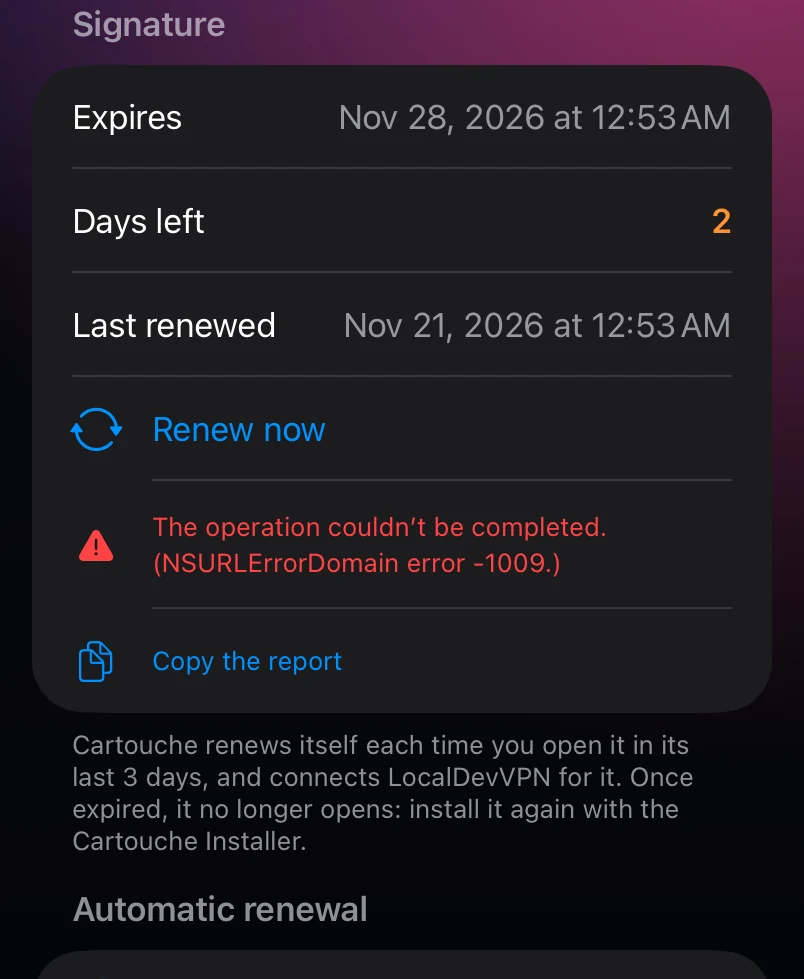 Signature
Expires Nov 28, 2026 at 12:53 AM
Days left 2
Last renewed Nov 21, 2026 at 12:53 AM
Renew now
The operation couldn’t be completed.
(NSURLErrorDomain error -1009.)
Copy the report
Cartouche renews itself each time you open it in its
last 3 days, and connects LocalDevVPN for it. Once
expired, it no longer opens: install it again with the
Cartouche Installer.
Automatic renewal